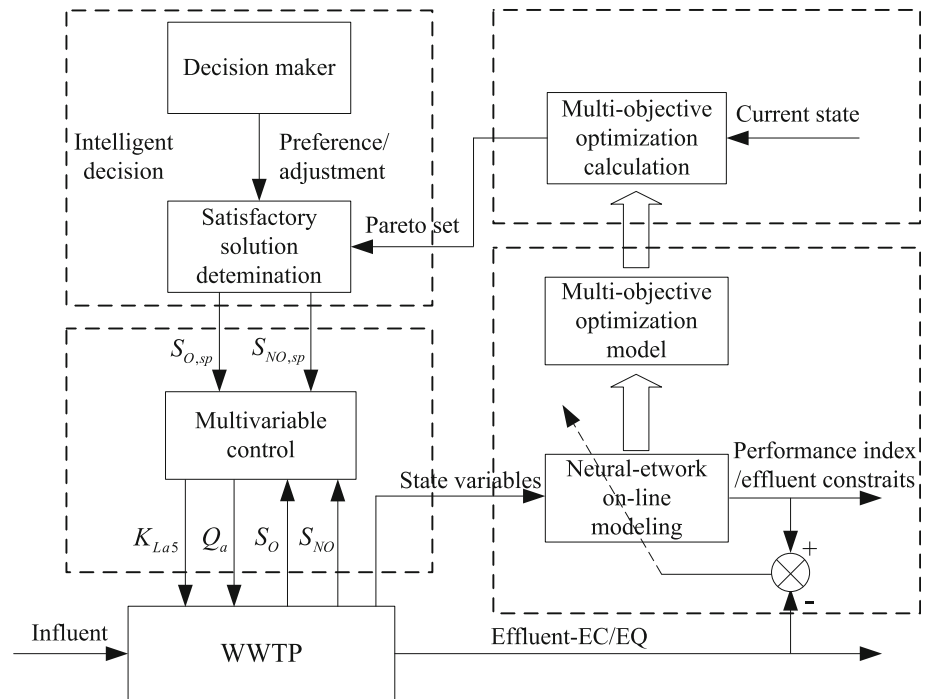 Decision maker
Intelligent
decision
Preference/
adjustment
Satisfactory
solution
detemination
Pareto set
Multi-objective
optimization
calculation
Current state
Multi-objective
optimization
model
S_{O,sp}
S_{NO,sp}
Multivariable
control
State variables
Neural-etwork
on-line
modeling
Performance index
/effluent constraits
K_{La5}
Q_a
S_O
S_{NO}
+
-
Influent
WWTP
Effluent-EC/EQ